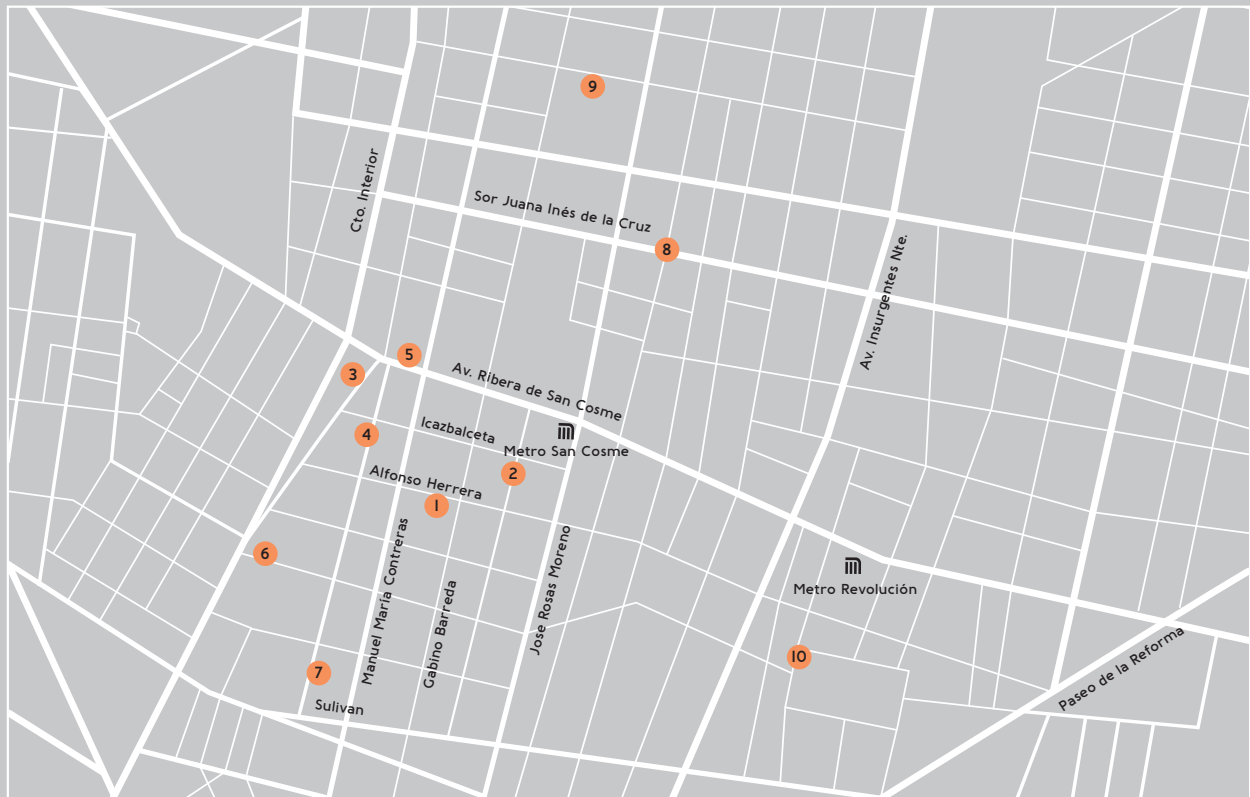 9
Cto. Interior
Sor Juana Inés de la Cruz
8
Av. Insurgentes Nte.
5
3
Av. Ribera de San Cosme
4
Icazbalceta
Metro San Cosme
2
Alfonso Herrera
1
6
Manuel María Contreras
Gabino Barreda
Jose Rosas Moreno
Metro Revolución
10
Paseo de la Reforma
7
Sulivan